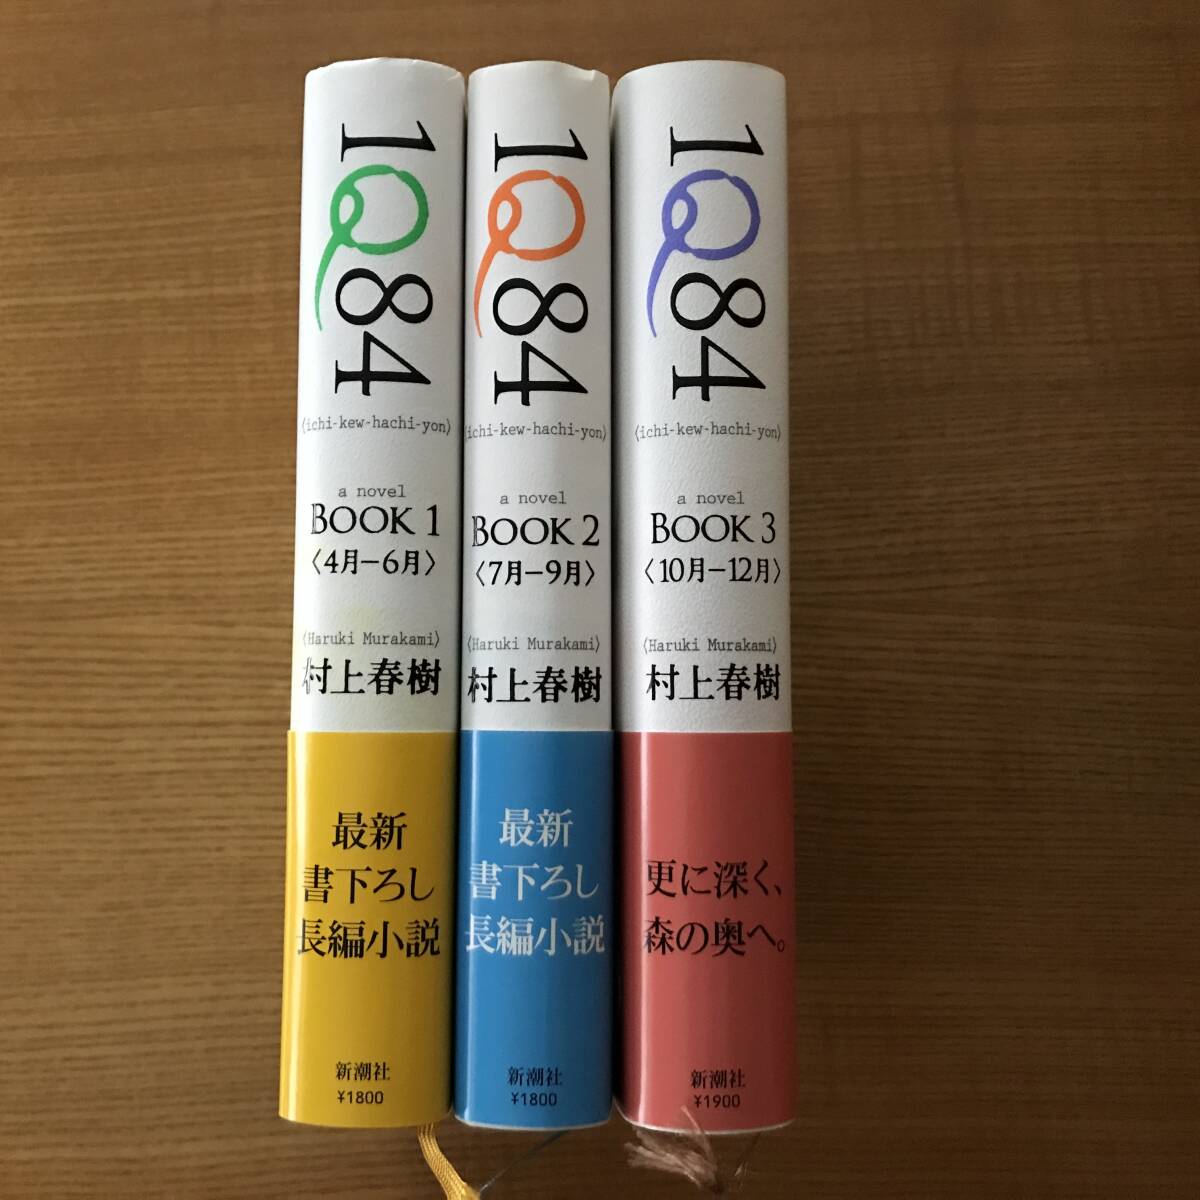 1Q84
〈ichi-kew-hachi-yon〉
a novel
BOOK 1
〈4月−6月〉
〈Haruki Murakami〉
村上春樹
最新
書下ろし
長編小説
新潮社
¥1800
1Q84
〈ichi-kew-hachi-yon〉
a novel
BOOK 2
〈7月−9月〉
〈Haruki Murakami〉
村上春樹
最新
書下ろし
長編小説
新潮社
¥1800
1Q84
〈ichi-kew-hachi-yon〉
a novel
BOOK 3
〈10月−12月〉
〈Haruki Murakami〉
村上春樹
更に深く、
森の奥へ。
新潮社
¥1900